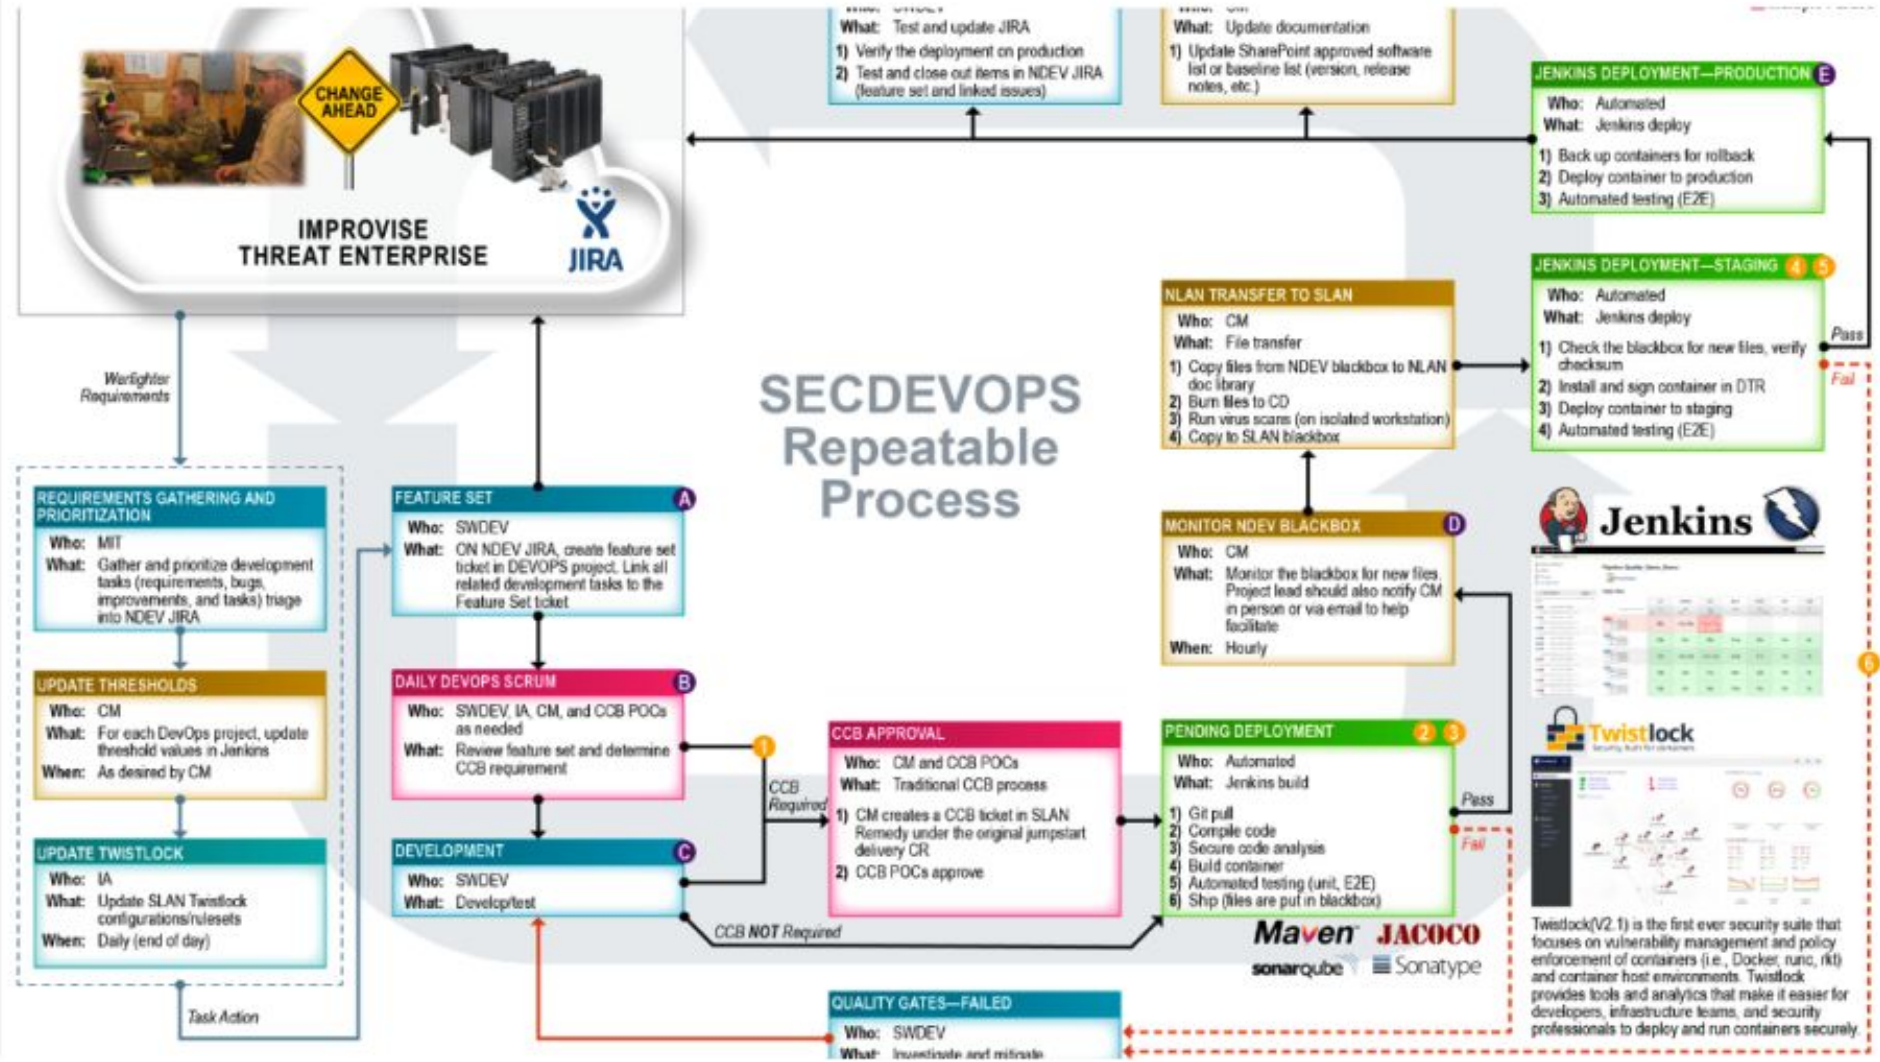 What: Test and update JIRA
1) Verify the deployment on production
2) Test and close out items in NDEV JIRA
(feature set and linked issues)
What: Update documentation
1) Update SharePoint approved software
list or baseline list (version, release
notes, etc.)
JENKINS DEPLOYMENT—PRODUCTION E
Who: Automated
What: Jenkins deploy
1) Back up containers for rollback
2) Deploy container to production
3) Automated testing (E2E)
CHANGE
AHEAD
IMPROVISE
THREAT ENTERPRISE
JIRA
JENKINS DEPLOYMENT—STAGING 4 5
Who: Automated
What: Jenkins deploy
1) Check the blackbox for new files, verify
checksum
2) Install and sign container in DTR
3) Deploy container to staging
4) Automated testing (E2E)
Pass
Fail
NLAN TRANSFER TO SLAN
Who: CM
What: File transfer
1) Copy files from NDEV blackbox to NLAN
doc library
2) Burn files to CD
3) Run virus scans (on isolated workstation)
4) Copy to SLAN blackbox
Warfighter
Requirements
SECDEVOPS
Repeatable
Process
REQUIREMENTS GATHERING AND
PRIORITIZATION
Who: MIT
What: Gather and prioritize development
tasks (requirements, bugs,
improvements, and tasks) triage
into NDEV JIRA
FEATURE SET A
Who: SWDEV
What: ON NDEV JIRA, create feature set
ticket in DEVOPS project. Link all
related development tasks to the
Feature Set ticket
MONITOR NDEV BLACKBOX D
Who: CM
What: Monitor the blackbox for new files.
Project lead should also notify CM
in person or via email to help
facilitate
When: Hourly
Jenkins
6
UPDATE THRESHOLDS
Who: CM
What: For each DevOps project, update
threshold values in Jenkins
When: As desired by CM
DAILY DEVOPS SCRUM B
Who: SWDEV, IA, CM, and CCB POCs
as needed
What: Review feature set and determine
CCB requirement
1
CCB
Required
CCB APPROVAL
Who: CM and CCB POCs
What: Traditional CCB process
1) CM creates a CCB ticket in SLAN
Remedy under the original jumpstart
delivery CR
2) CCB POCs approve
PENDING DEPLOYMENT 2 3
Who: Automated
What: Jenkins build
1) Git pull
2) Compile code
3) Secure code analysis
4) Build container
5) Automated testing (unit, E2E)
6) Ship (files are put in blackbox)
Pass
Fail
Twistlock
UPDATE TWISTLOCK
Who: IA
What: Update SLAN Twistlock
configurations/rulesets
When: Daily (end of day)
DEVELOPMENT C
Who: SWDEV
What: Develop/test
CCB NOT Required
Maven JACOCO
sonarqube Sonatype
Twistlock(V2.1) is the first ever security suite that
focuses on vulnerability management and policy
enforcement of containers (i.e., Docker, runc, rkt)
and container host environments. Twistlock
provides tools and analytics that make it easier for
developers, infrastructure teams, and security
professionals to deploy and run containers securely.
Task Action
QUALITY GATES—FAILED
Who: SWDEV
What: Investigate and mitigate